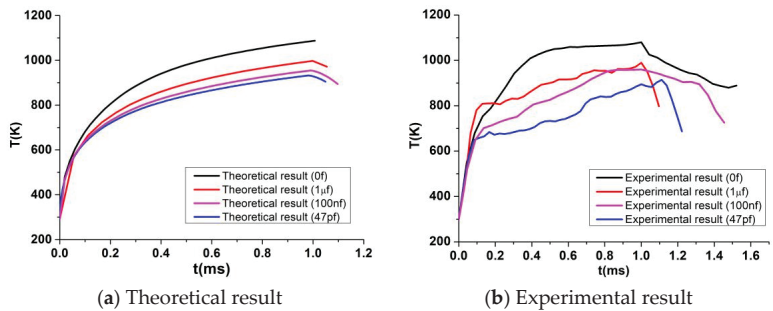 1200
1000
800
600
400
200
T(K)
0.0 0.2 0.4 0.6 0.8 1.0 1.2
t(ms)
Theoretical result (0f)
Theoretical result (1μf)
Theoretical result (100nf)
Theoretical result (47pf)
(a) Theoretical result
1200
1000
800
600
400
200
T(K)
0.0 0.2 0.4 0.6 0.8 1.0 1.2 1.4 1.6
t(ms)
Experimental result (0f)
Experimental result (1μf)
Experimental result (100nf)
Experimental result (47pf)
(b) Experimental result